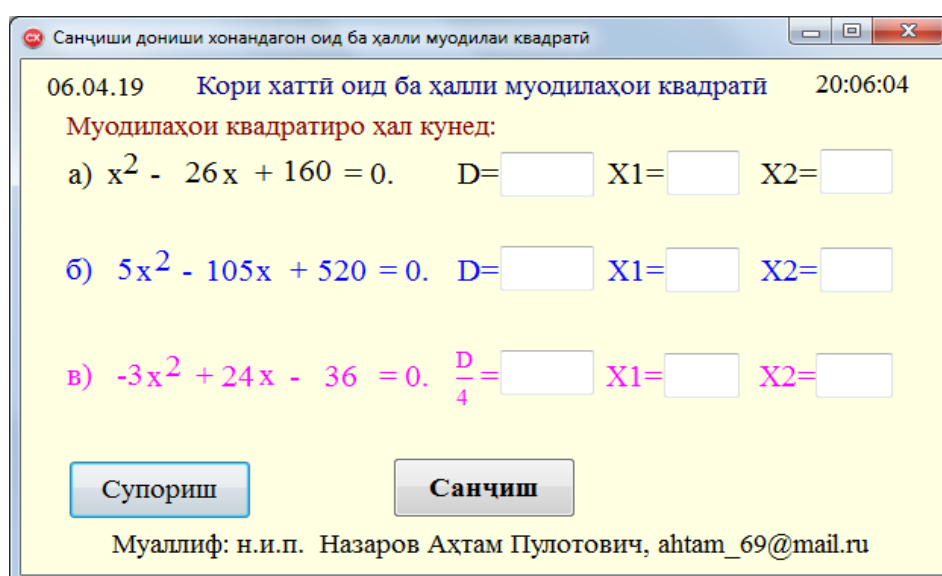 Санҷиши дониши хонандагон оид ба ҳалли муодилаи квадратӣ
06.04.19 Кори хаттӣ оид ба ҳалли муодилаҳои квадратӣ 20:06:04
Муодилаҳои квадратиро ҳал кунед:
а) x² - 26x + 160 = 0. D= X1= X2=
б) 5x² - 105x + 520 = 0. D= X1= X2=
в) -3x² + 24x - 36 = 0. D/4 = X1= X2=
Супориш Санҷиш
Муаллиф: н.и.п. Назаров Аҳтам Пулотович, ahtam_69@mail.ru